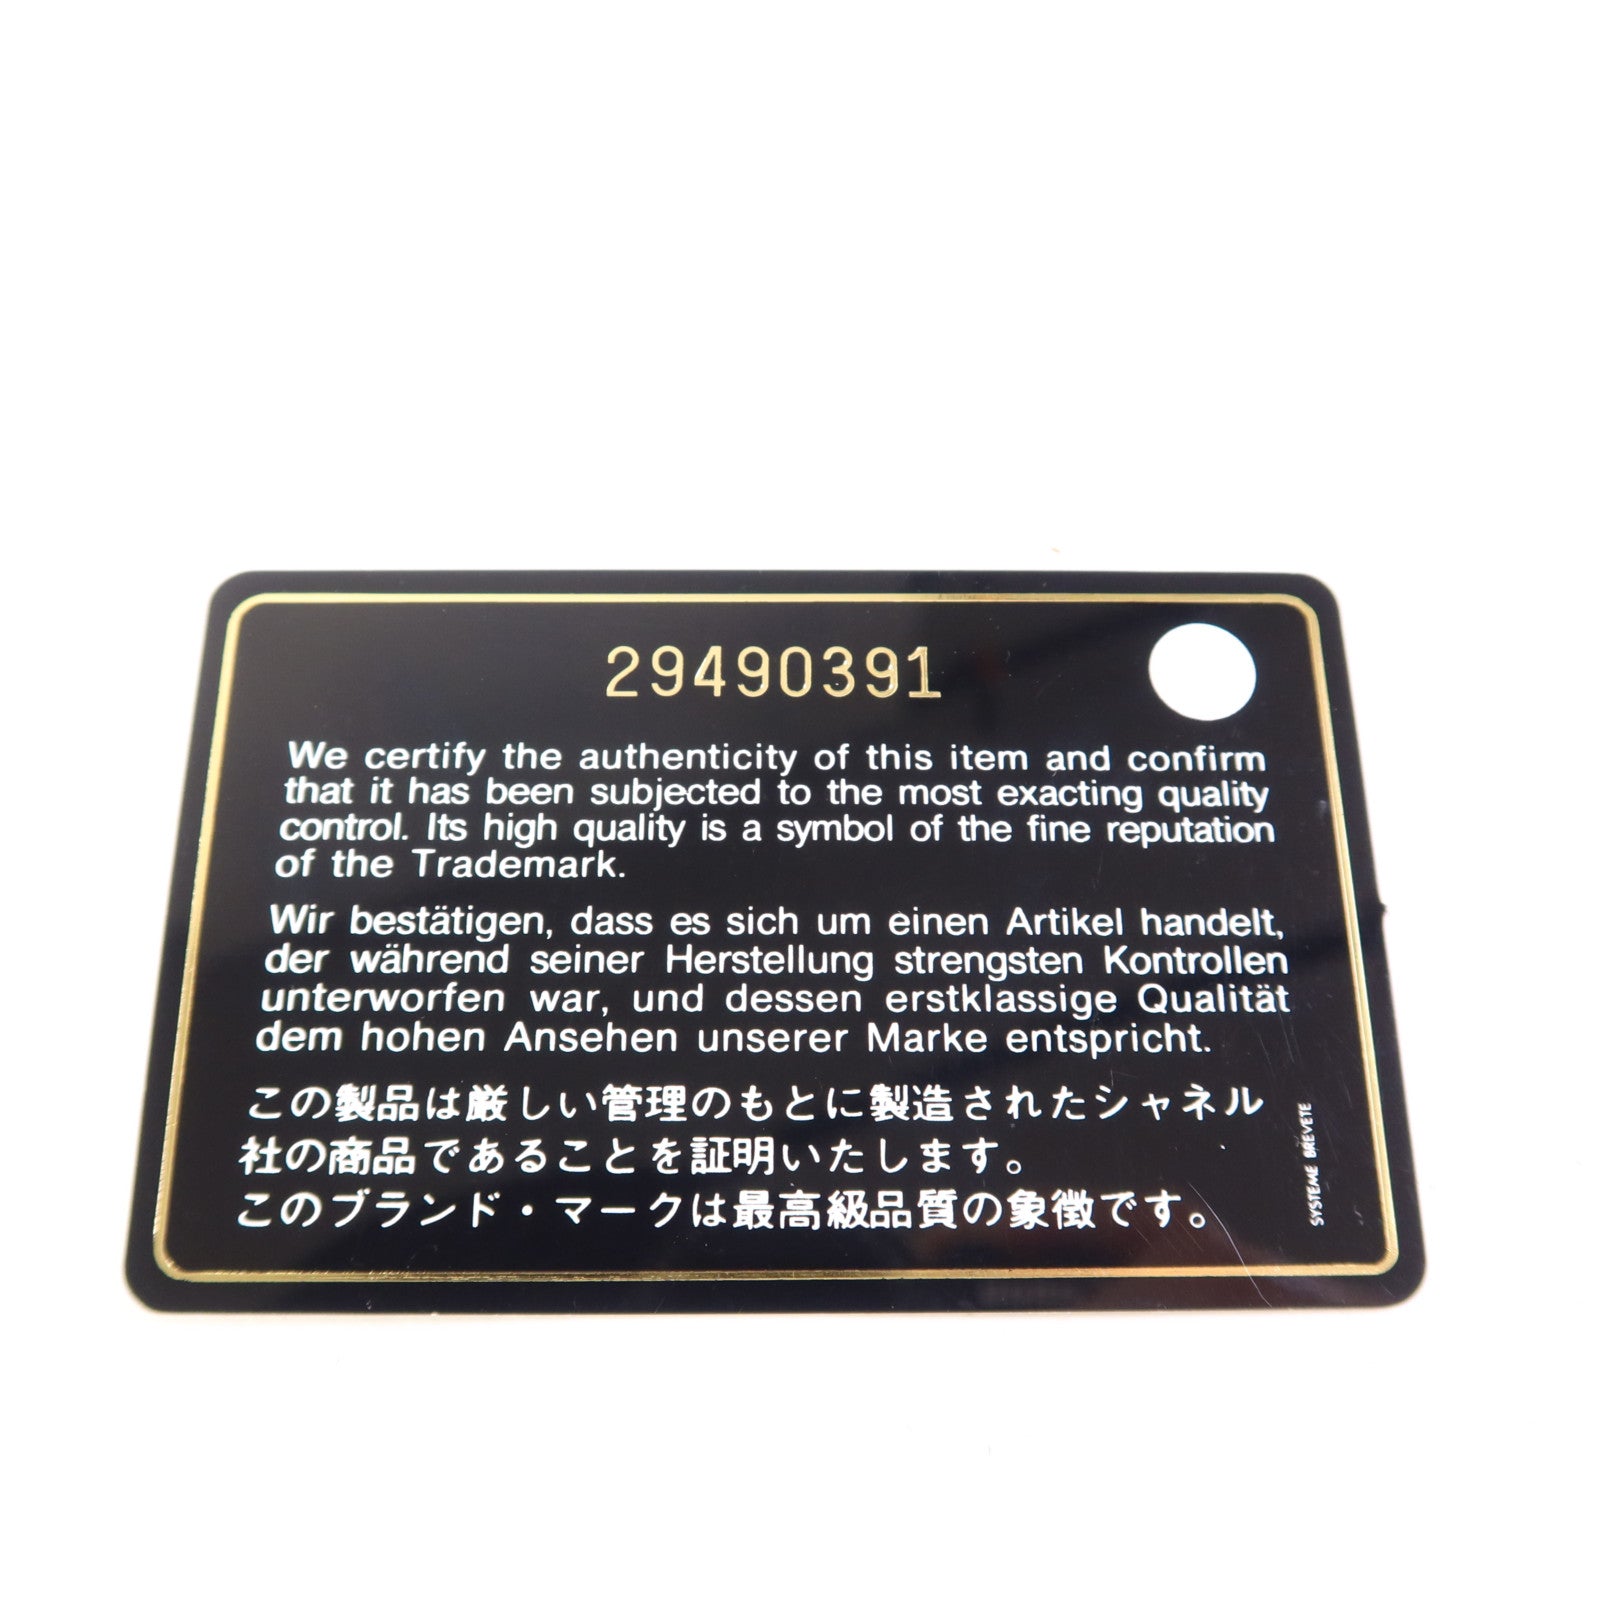 29490391
We certify the authenticity of this item and confirm
that it has been subjected to the most exacting quality
control. Its high quality is a symbol of the fine reputation
of the Trademark.
Wir bestätigen, dass es sich um einen Artikel handelt,
der während seiner Herstellung strengsten Kontrollen
unterworfen war, und dessen erstklassige Qualität
dem hohen Ansehen unserer Marke entspricht.
この製品は厳しい管理のもとに製造されたシャネル
社の商品であることを証明いたします。
このブランド・マークは最高級品質の象徴です。
SYSTEME BREVETE